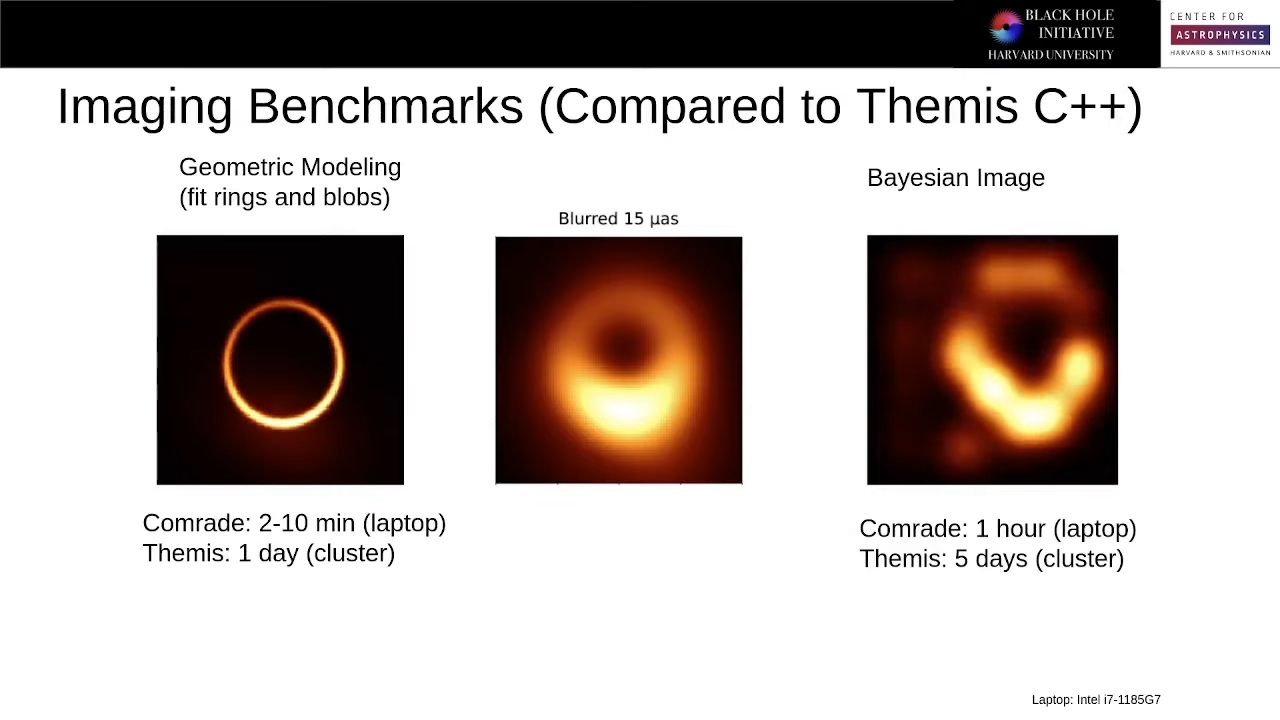 BLACK HOLE
INITIATIVE
HARVARD UNIVERSITY
CENTER FOR
ASTROPHYSICS
HARVARD & SMITHSONIAN
Imaging Benchmarks (Compared to Themis C++)
Geometric Modeling
(fit rings and blobs)
Blurred 15 μas
Bayesian Image
Comrade: 2-10 min (laptop)
Themis: 1 day (cluster)
Comrade: 1 hour (laptop)
Themis: 5 days (cluster)
Laptop: Intel i7-1185G7